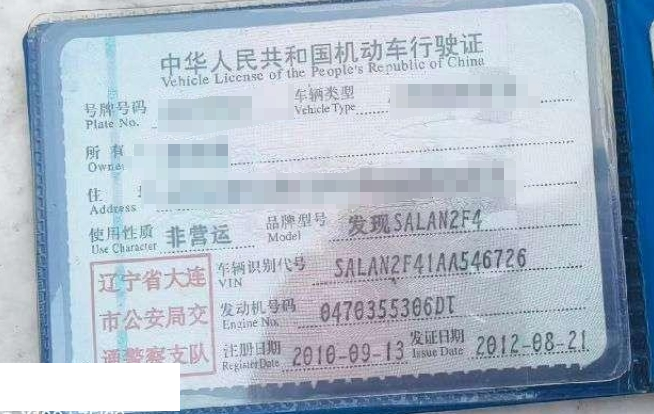 中华人民共和国机动车行驶证
Vehicle License of the People's Republic of China
号牌号码 车辆类型
Plate No. Vehicle Type
所有
Owner
住
Address
使用性质 非营运 品牌型号 发现SALAN2F4
Use Character Model
辽宁省大连 车辆识别代号 SALAN2F41AA546726
VIN
市公安局交 发动机号码 0470355306DT
Engine No.
通警察支队 注册日期 2010-09-13 发证日期 2012-08-21
Register Date Issue Date